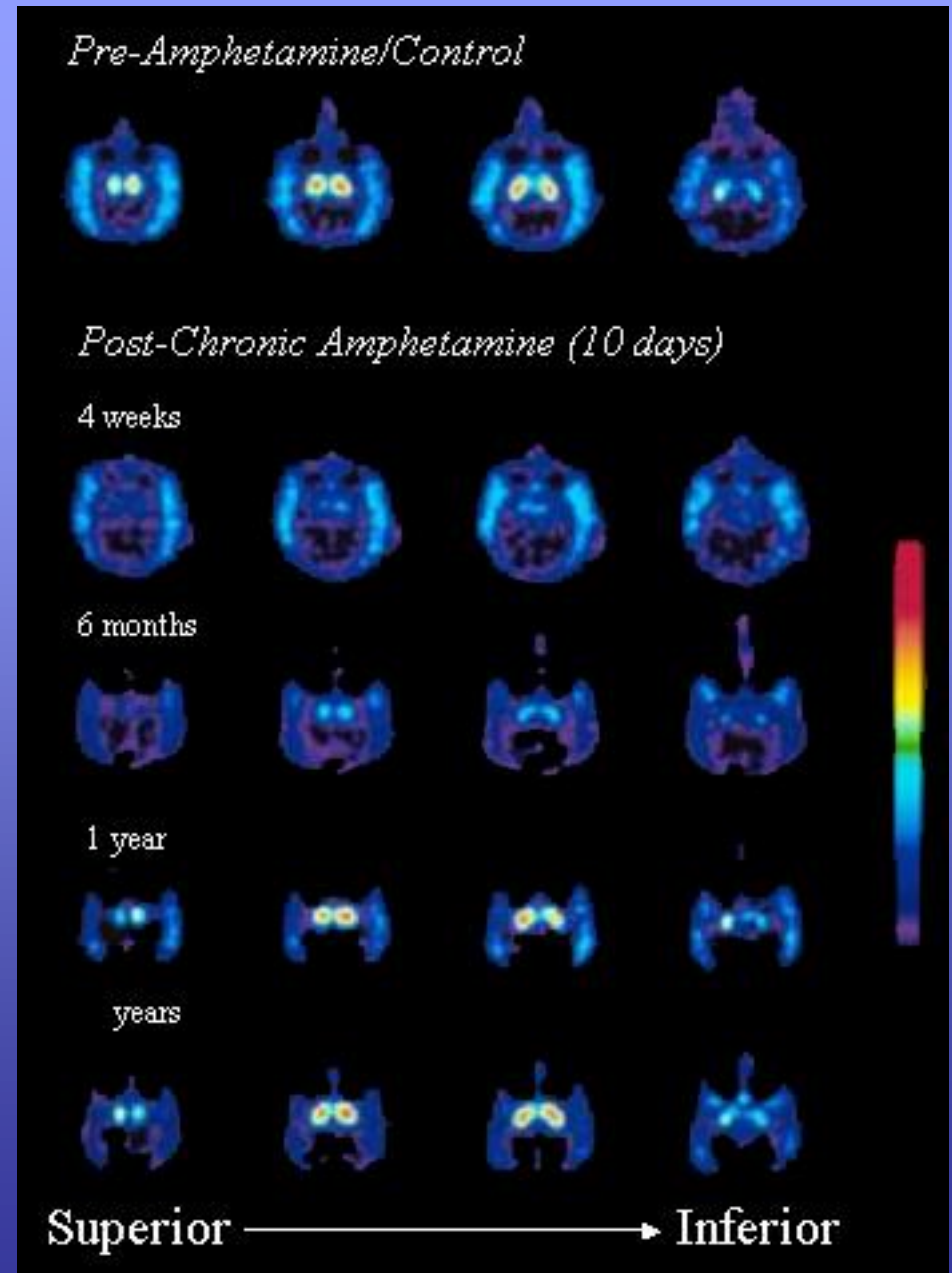 Pre-Amphetamine/Control
Post-Chronic Amphetamine (10 days)
4 weeks
6 months
1 year
years
Superior
Inferior